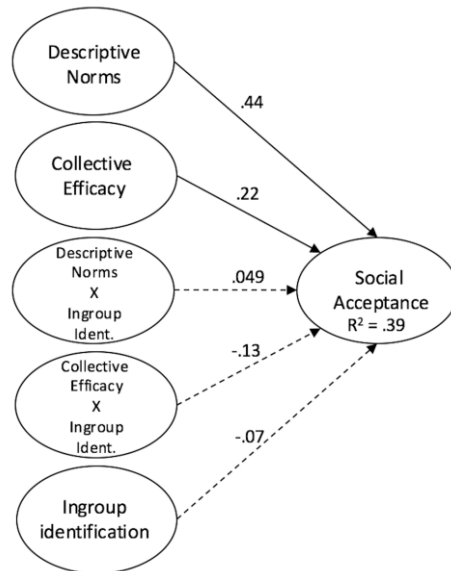 Descriptive
Norms
.44
Collective
Efficacy
.22
Descriptive
Norms
X
Ingroup
Ident.
.049
Social
Acceptance
R² = .39
Collective
Efficacy
X
Ingroup
Ident.
-.13
-.07
Ingroup
identification